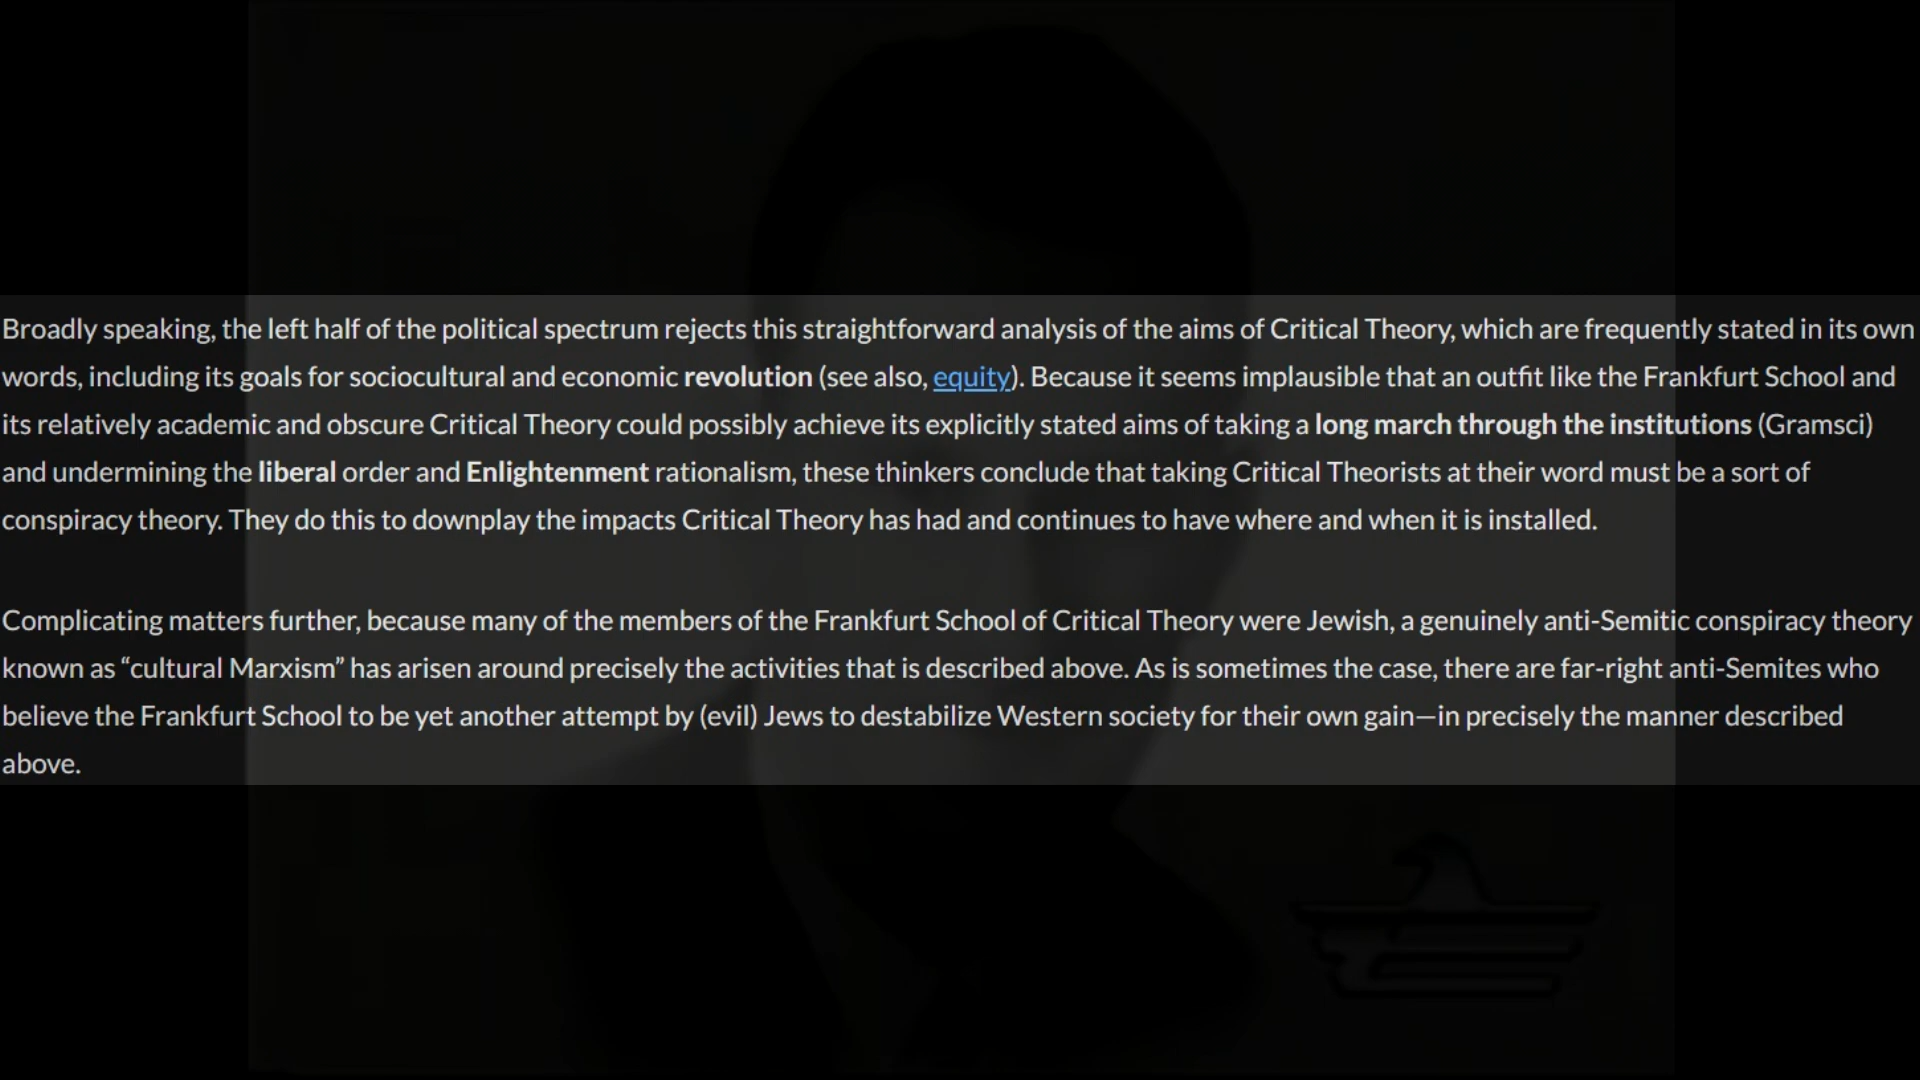 Broadly speaking, the left half of the political spectrum rejects this straightforward analysis of the aims of Critical Theory, which are frequently stated in its own
words, including its goals for sociocultural and economic revolution (see also, equity). Because it seems implausible that an outfit like the Frankfurt School and
its relatively academic and obscure Critical Theory could possibly achieve its explicitly stated aims of taking a long march through the institutions (Gramsci)
and undermining the liberal order and Enlightenment rationalism, these thinkers conclude that taking Critical Theorists at their word must be a sort of
conspiracy theory. They do this to downplay the impacts Critical Theory has had and continues to have where and when it is installed.
Complicating matters further, because many of the members of the Frankfurt School of Critical Theory were Jewish, a genuinely anti-Semitic conspiracy theory
known as “cultural Marxism” has arisen around precisely the activities that is described above. As is sometimes the case, there are far-right anti-Semites who
believe the Frankfurt School to be yet another attempt by (evil) Jews to destabilize Western society for their own gain—in precisely the manner described
above.